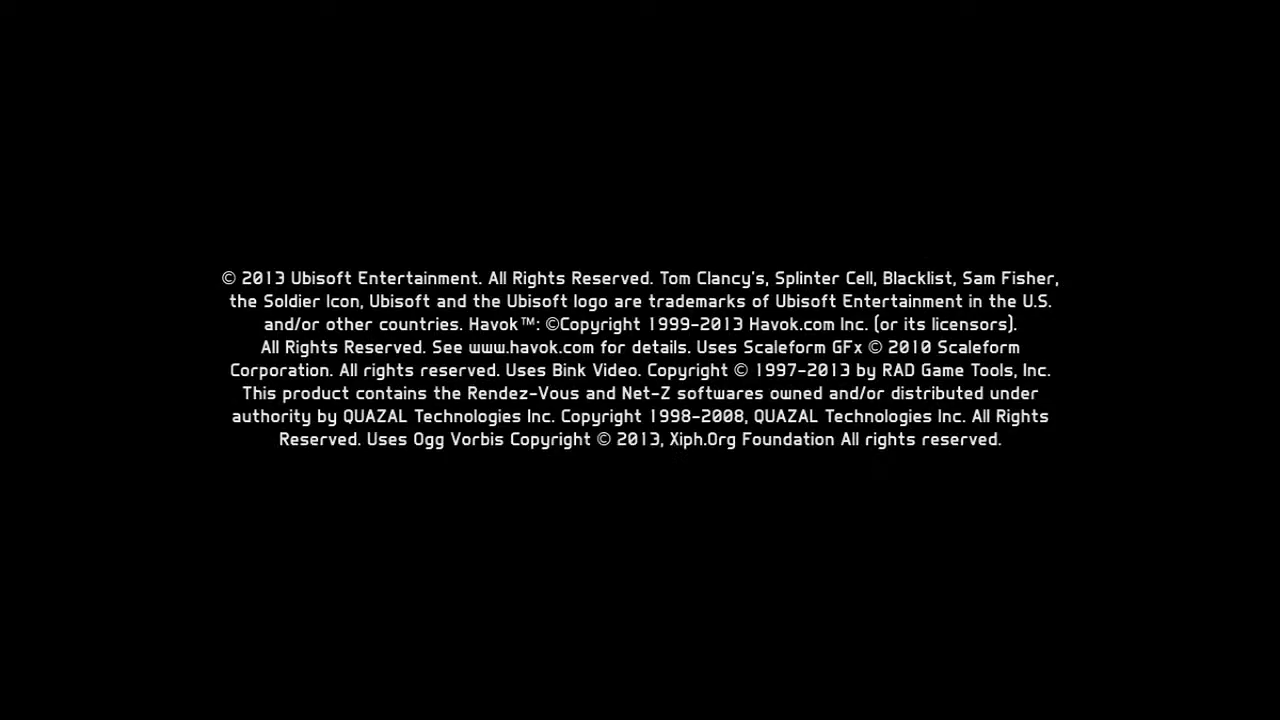 © 2013 Ubisoft Entertainment. All Rights Reserved. Tom Clancy's, Splinter Cell, Blacklist, Sam Fisher,
the Soldier Icon, Ubisoft and the Ubisoft logo are trademarks of Ubisoft Entertainment in the U.S.
and/or other countries. Havok™: ©Copyright 1999-2013 Havok.com Inc. (or its licensors).
All Rights Reserved. See www.havok.com for details. Uses Scaleform GFx © 2010 Scaleform
Corporation. All rights reserved. Uses Bink Video. Copyright © 1997-2013 by RAD Game Tools, Inc.
This product contains the Rendez-Vous and Net-Z softwares owned and/or distributed under
authority by QUAZAL Technologies Inc. Copyright 1998-2008, QUAZAL Technologies Inc. All Rights
Reserved. Uses Ogg Vorbis Copyright © 2013, Xiph.Org Foundation All rights reserved.